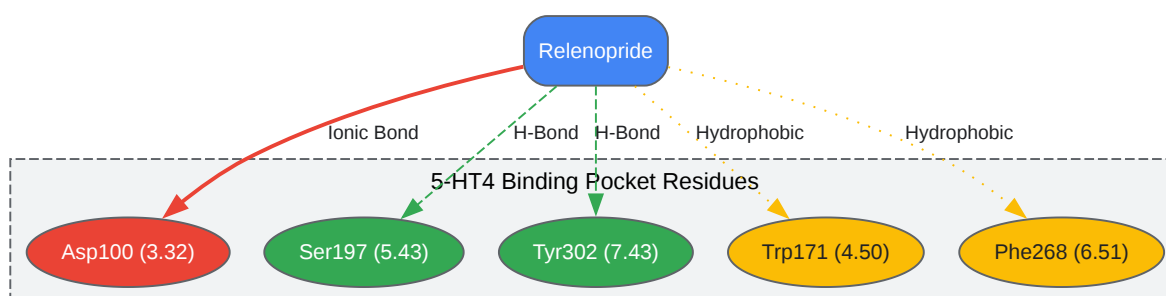 Relenopride
Ionic Bond
H-Bond
H-Bond
Hydrophobic
Hydrophobic
5-HT4 Binding Pocket Residues
Asp100 (3.32)
Ser197 (5.43)
Tyr302 (7.43)
Trp171 (4.50)
Phe268 (6.51)